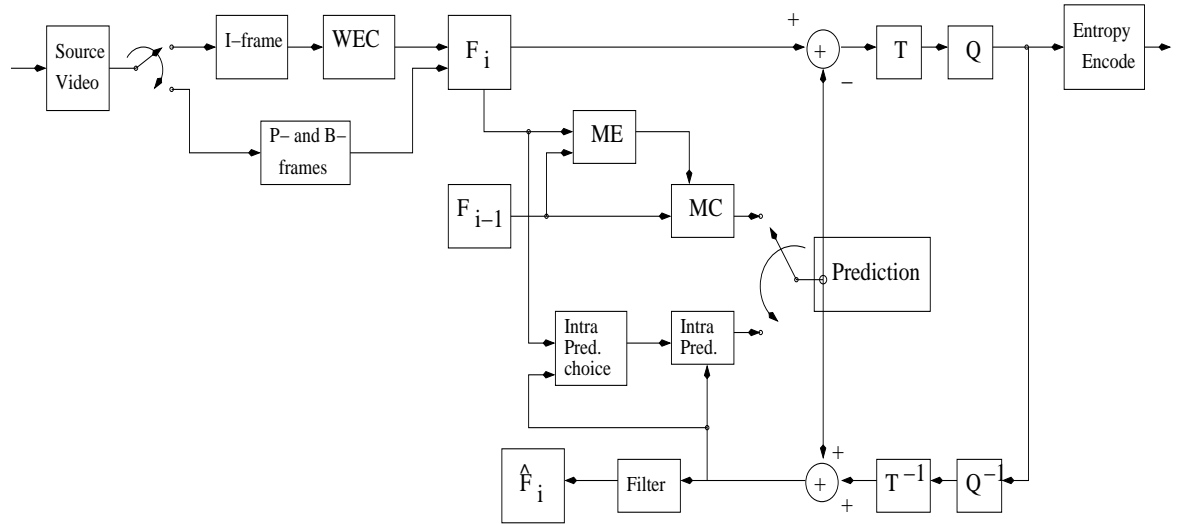 Source
Video
I–frame
WEC
F i
P– and B–
frames
ME
F i–1
MC
Intra
Pred.
choice
Intra
Pred.
Prediction
+
+
–
T
Q
Entropy
Encode
F̂ i
Filter
+
+
+
T –1
Q –1